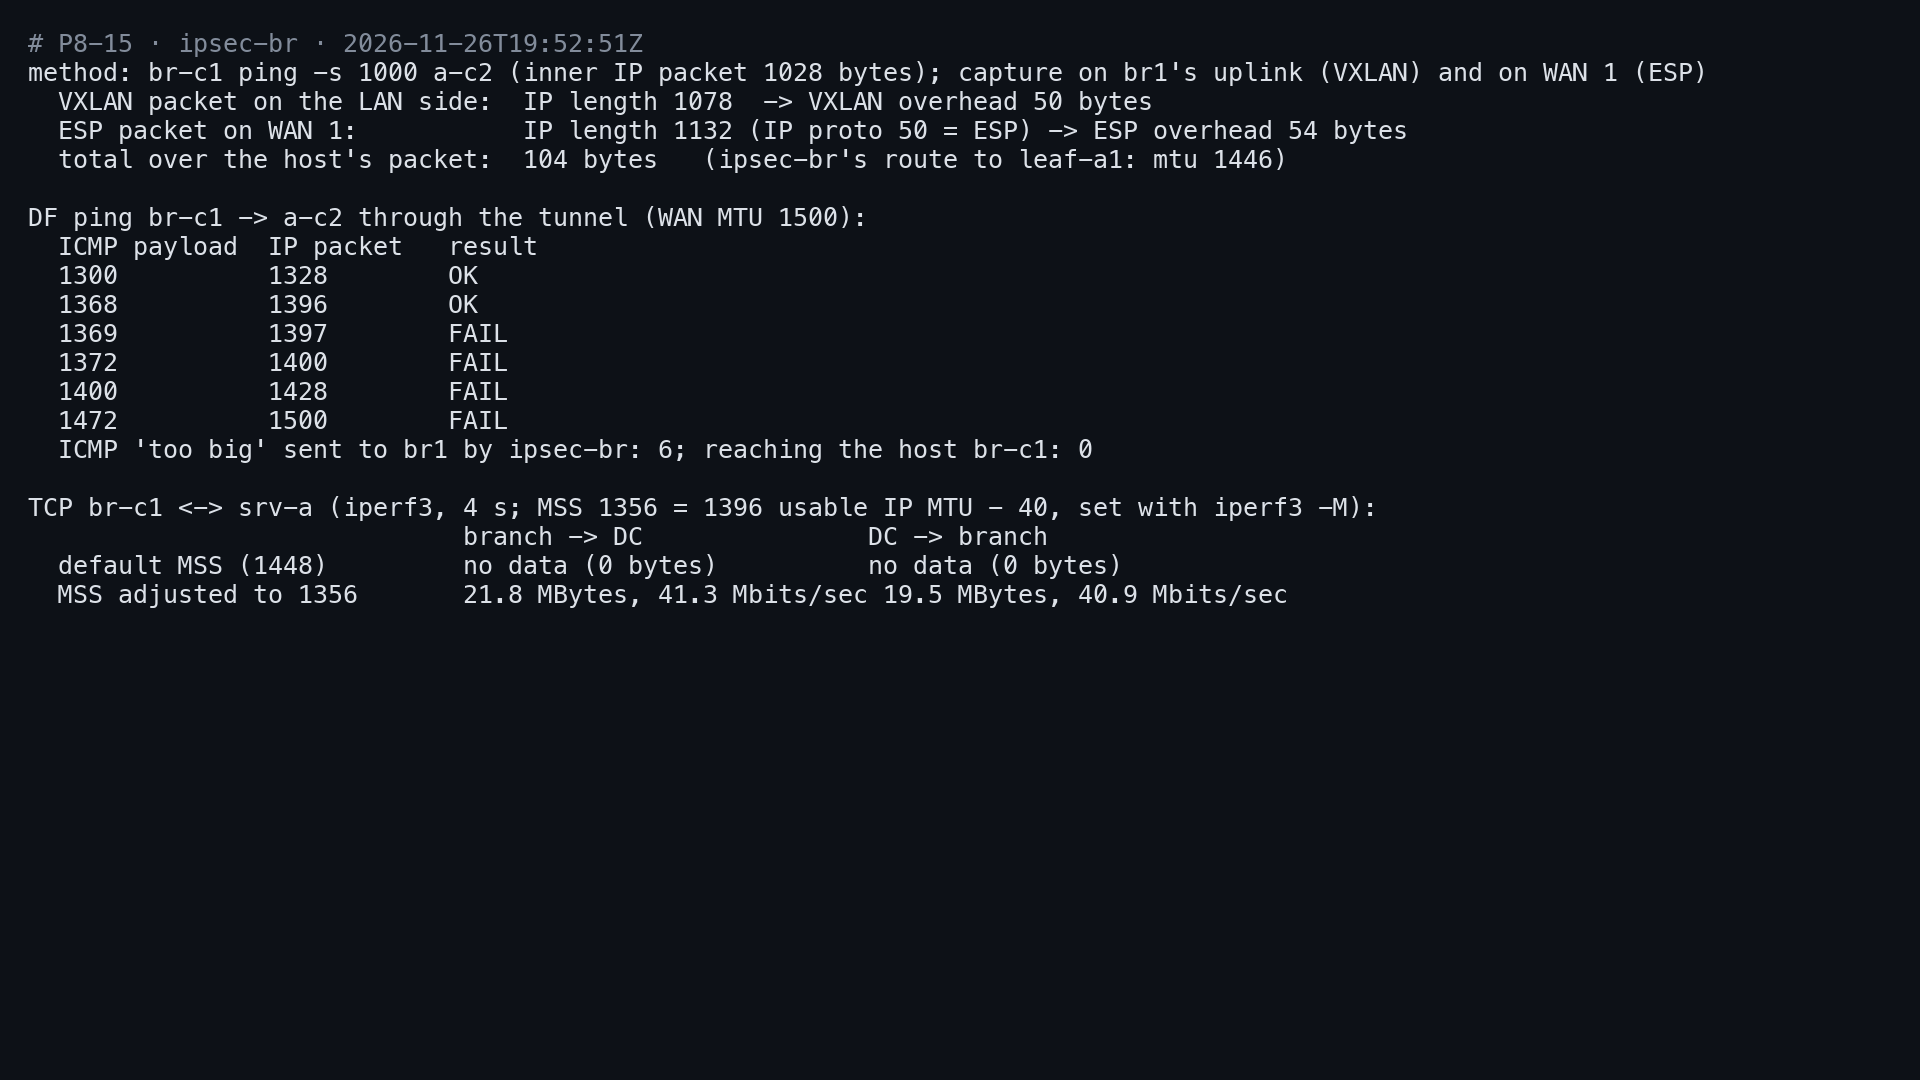 # P8-15 · ipsec-br · 2026-11-26T19:52:51Z
method: br-c1 ping -s 1000 a-c2 (inner IP packet 1028 bytes); capture on br1's uplink (VXLAN) and on WAN 1 (ESP)
  VXLAN packet on the LAN side:  IP length 1078  -> VXLAN overhead 50 bytes
  ESP packet on WAN 1:           IP length 1132 (IP proto 50 = ESP) -> ESP overhead 54 bytes
  total over the host's packet:  104 bytes   (ipsec-br's route to leaf-a1: mtu 1446)

DF ping br-c1 -> a-c2 through the tunnel (WAN MTU 1500):
  ICMP payload  IP packet   result
  1300          1328        OK
  1368          1396        OK
  1369          1397        FAIL
  1372          1400        FAIL
  1400          1428        FAIL
  1472          1500        FAIL
  ICMP 'too big' sent to br1 by ipsec-br: 6; reaching the host br-c1: 0

TCP br-c1 <-> srv-a (iperf3, 4 s; MSS 1356 = 1396 usable IP MTU - 40, set with iperf3 -M):
                             branch -> DC               DC -> branch
  default MSS (1448)         no data (0 bytes)          no data (0 bytes)
  MSS adjusted to 1356       21.8 MBytes, 41.3 Mbits/sec 19.5 MBytes, 40.9 Mbits/sec